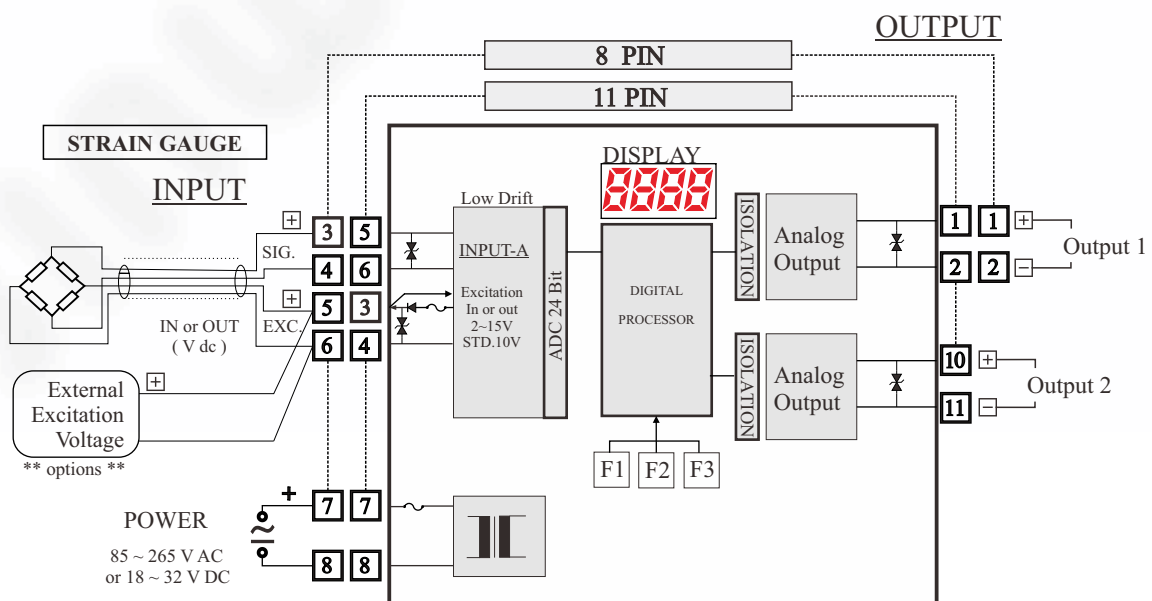 OUTPUT
8 PIN
11 PIN
STRAIN GAUGE
INPUT
DISPLAY
8888
Low Drift
INPUT-A
Excitation
In or out
2~15V
STD.10V
ADC 24 Bit
DIGITAL
PROCESSOR
ISOLATION
Analog
Output
ISOLATION
Analog
Output
+
3 5
SIG.
4 6
+
5 3
EXC.
6 4
IN or OUT
( V dc )
External
Excitation
Voltage
+
** options **
1 1 +
Output 1
2 2 −
10 +
Output 2
11 −
F1 F2 F3
POWER
+
7 7
85 ~ 265 V AC
or 18 ~ 32 V DC
8 8